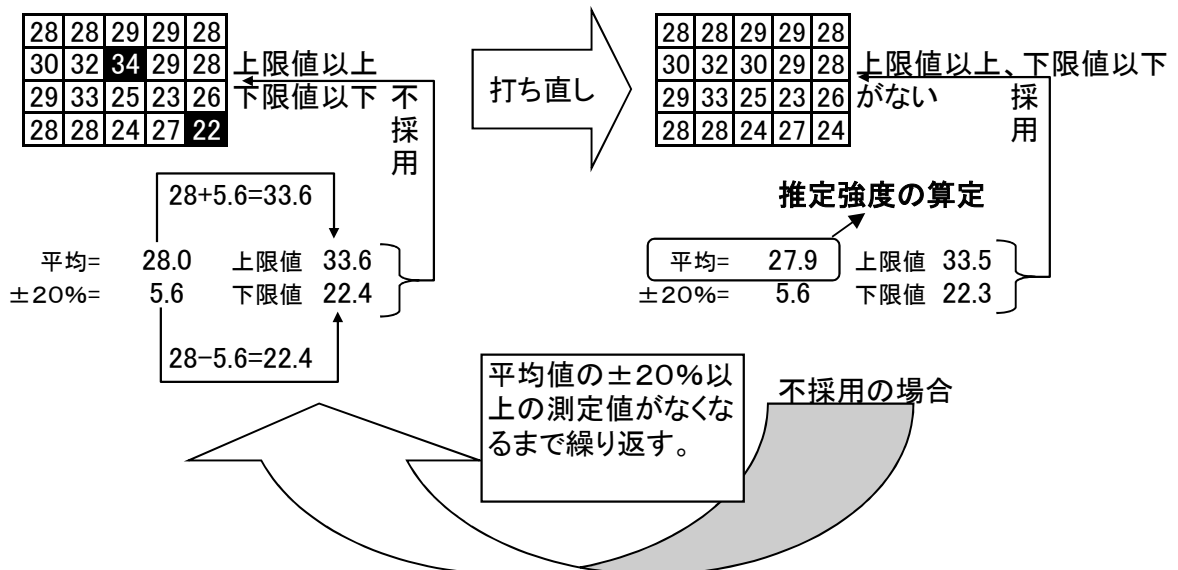 28 28 29 29 28
30 32 34 29 28
29 33 25 23 26
28 28 24 27 22
上限値以上
下限値以下
不採用
28+5.6=33.6
平均= 28.0 上限値 33.6
±20%= 5.6 下限値 22.4
28-5.6=22.4
打ち直し
28 28 29 29 28
30 32 30 29 28
29 33 25 23 26
28 28 24 27 24
上限値以上、下限値以下
がない
採用
推定強度の算定
平均= 27.9 上限値 33.5
±20%= 5.6 下限値 22.3
平均値の±20%以
上の測定値がなくな
るまで繰り返す。
不採用の場合